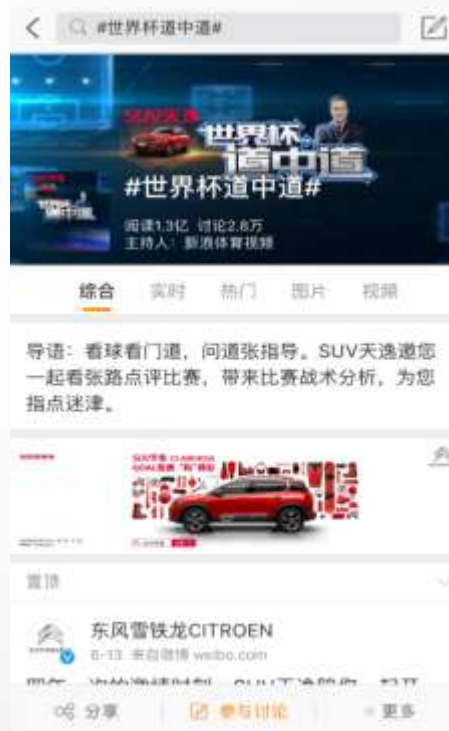 #世界杯道中道#
SUV天逸
世界杯
道中道
#世界杯道中道#
阅读1.3亿 讨论2.8万
主持人：新浪体育视频
综合 实时 热门 图片 视频
导语：看球看门道，问道张指导。SUV天逸邀您
一起看张路点评比赛，带来比赛战术分析，为您
指点迷津。
置顶
东风雪铁龙CITROEN
6-13 来自微博 weibo.com
分享 参与讨论 更多